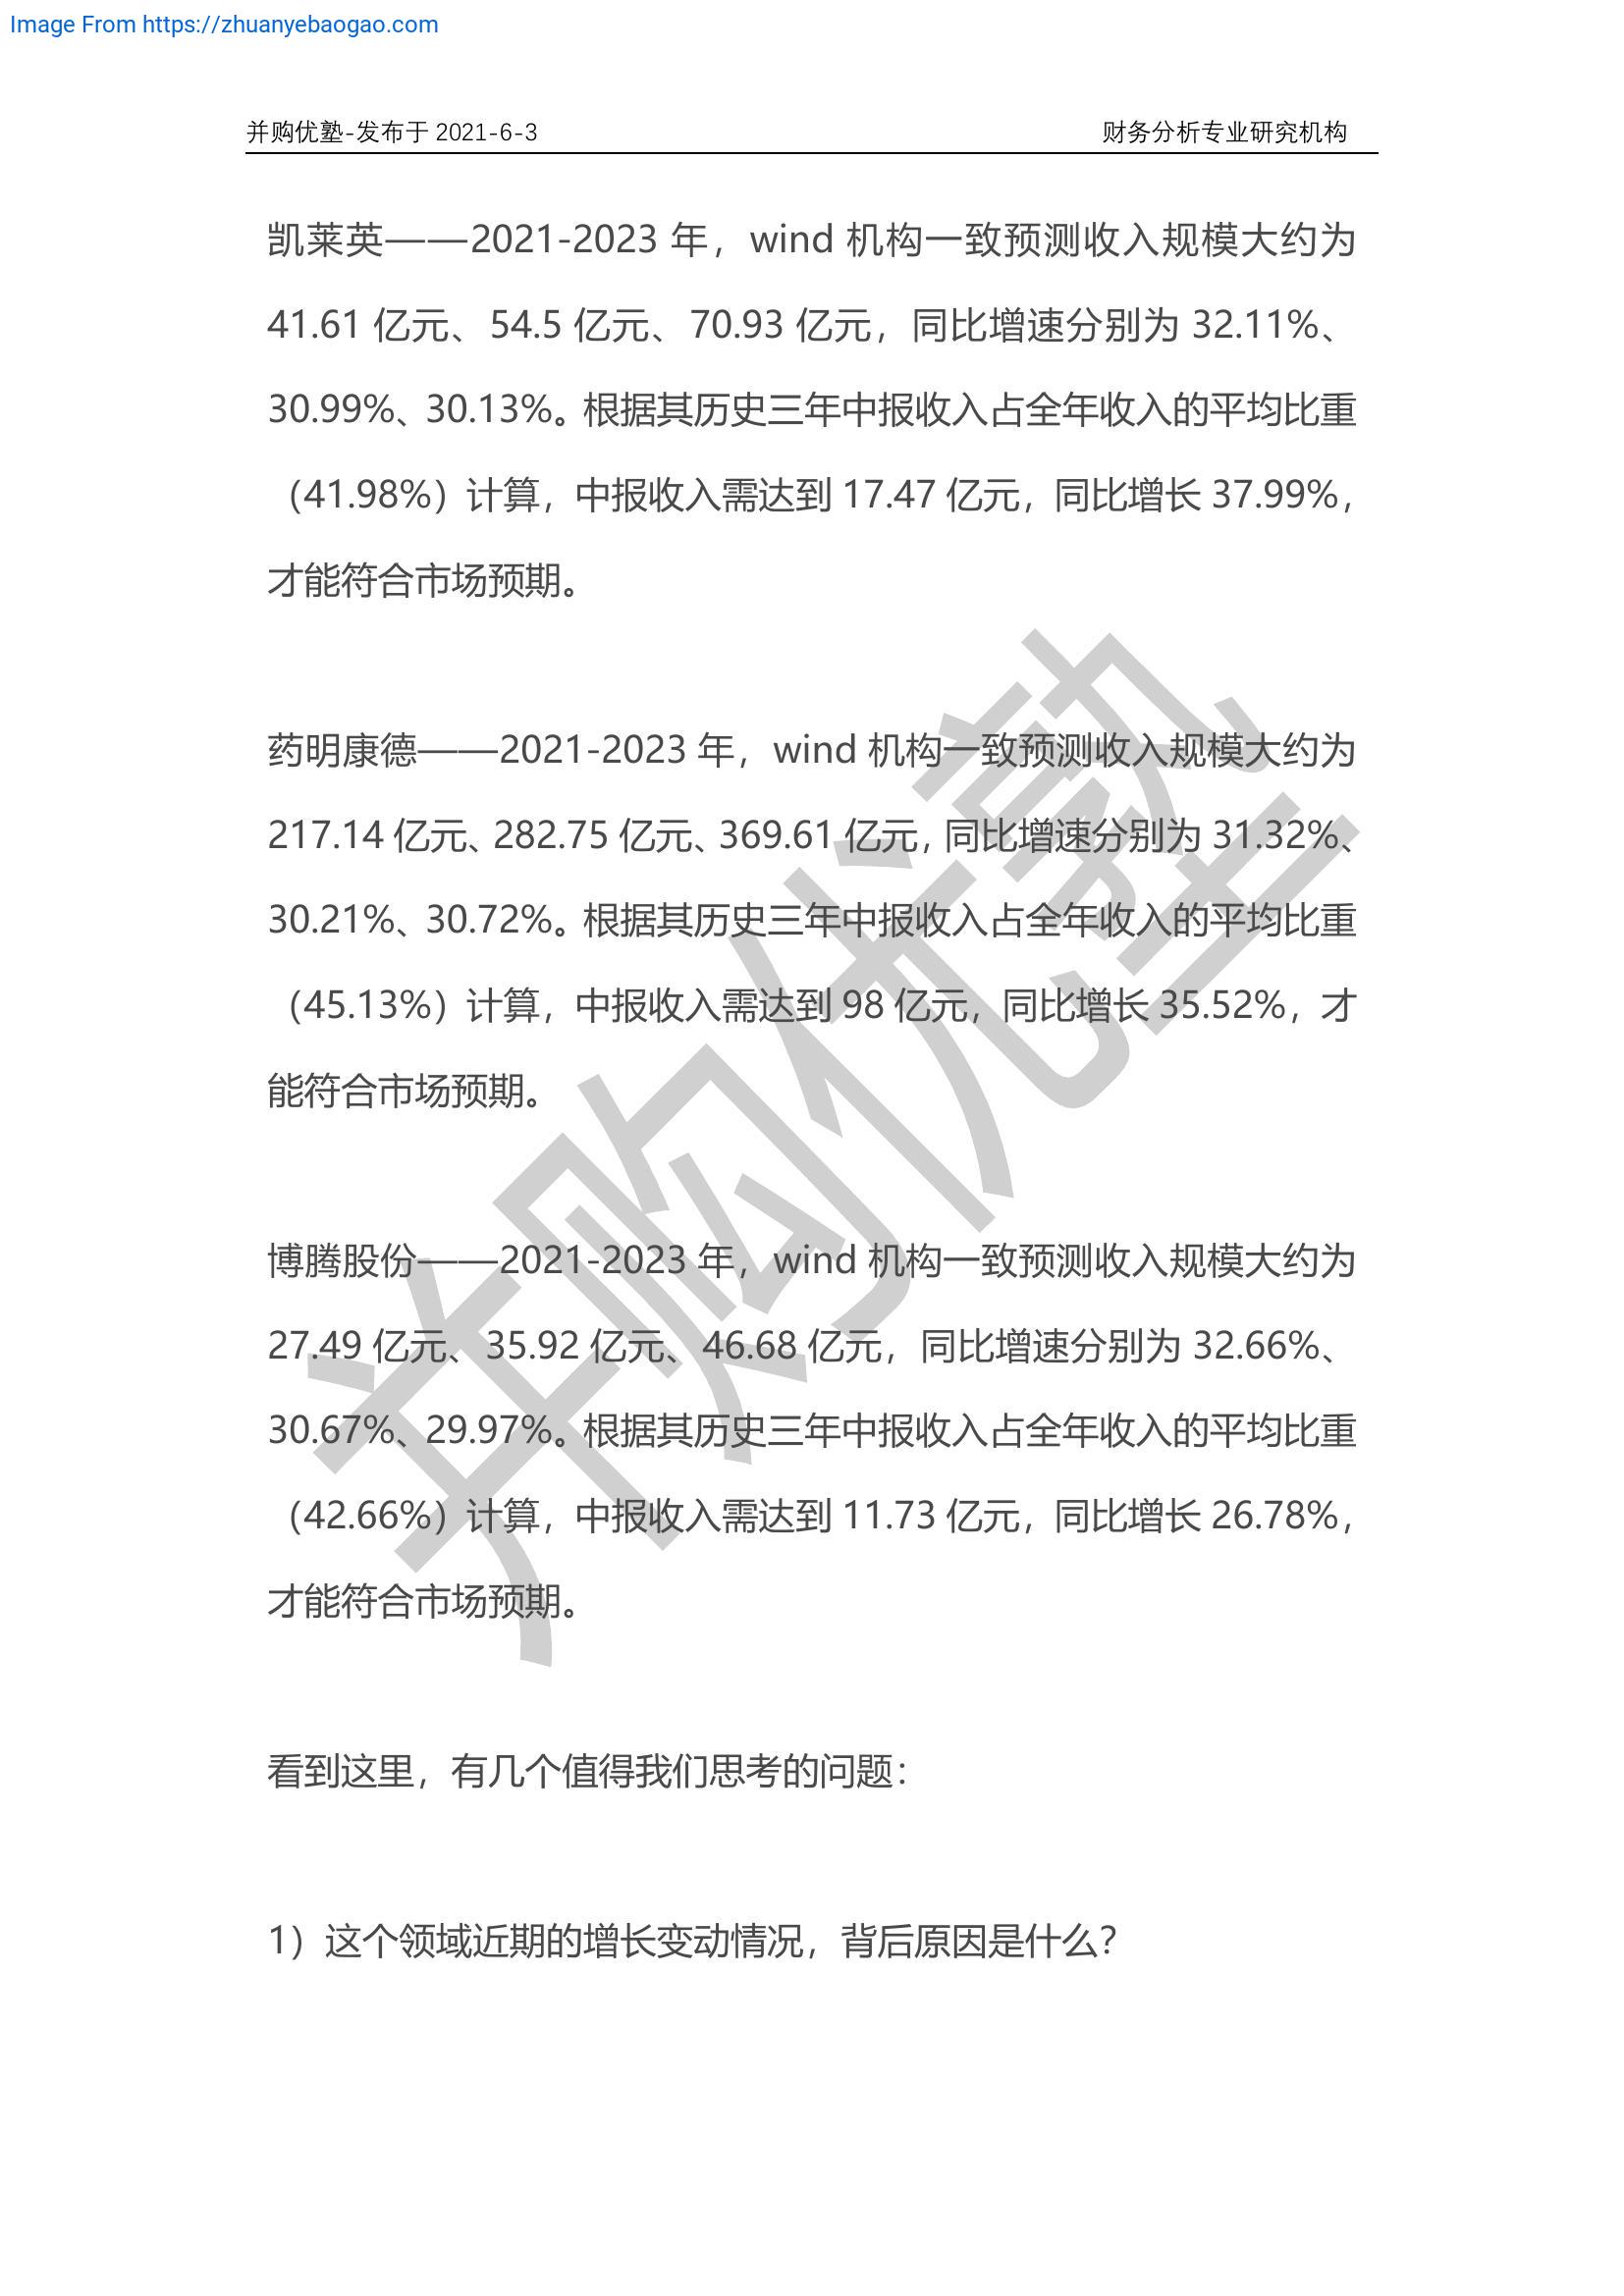 Image From https://zhuanyebaogao.com
并购优塾-发布于 2021-6-3 财务分析专业研究机构
凯莱英——2021-2023 年，wind 机构一致预测收入规模大约为
41.61 亿元、54.5 亿元、70.93 亿元，同比增速分别为 32.11%、
30.99%、30.13%。根据其历史三年中报收入占全年收入的平均比重
（41.98%）计算，中报收入需达到 17.47 亿元，同比增长 37.99%，
才能符合市场预期。
药明康德——2021-2023 年，wind 机构一致预测收入规模大约为
217.14 亿元、282.75 亿元、369.61 亿元，同比增速分别为 31.32%、
30.21%、30.72%。根据其历史三年中报收入占全年收入的平均比重
（45.13%）计算，中报收入需达到 98 亿元，同比增长 35.52%，才
能符合市场预期。
博腾股份——2021-2023 年，wind 机构一致预测收入规模大约为
27.49 亿元、35.92 亿元、46.68 亿元，同比增速分别为 32.66%、
30.67%、29.97%。根据其历史三年中报收入占全年收入的平均比重
（42.66%）计算，中报收入需达到 11.73 亿元，同比增长 26.78%，
才能符合市场预期。
看到这里，有几个值得我们思考的问题：
1）这个领域近期的增长变动情况，背后原因是什么？
并购优塾